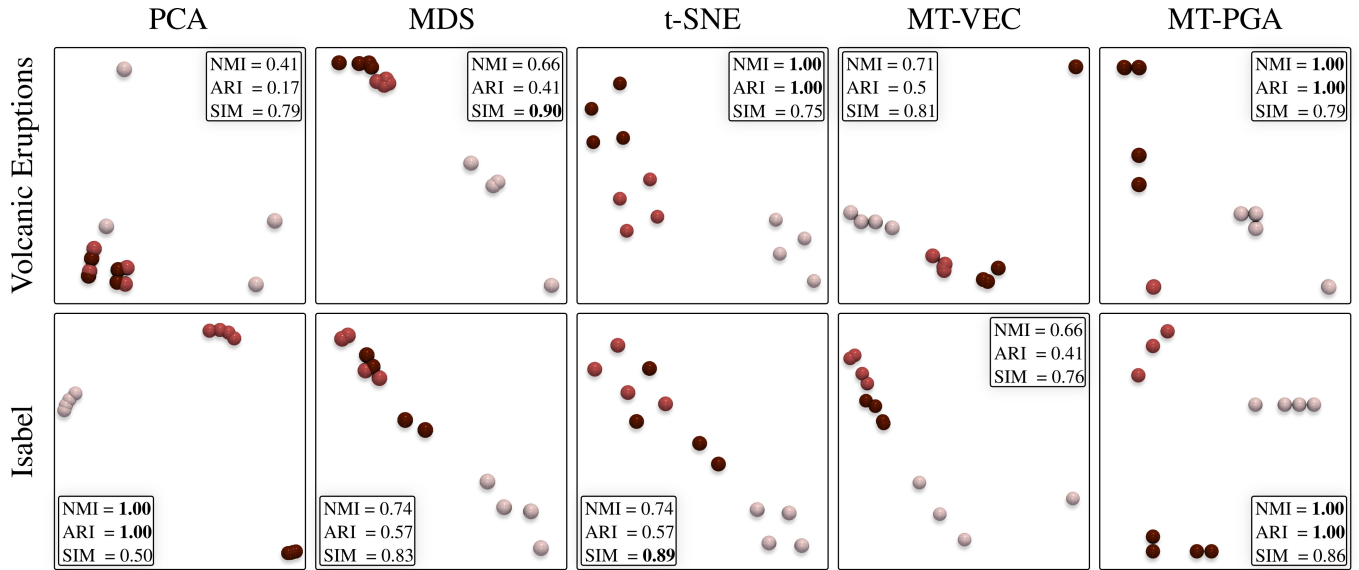 PCA
MDS
t-SNE
MT-VEC
MT-PGA
Volcanic Eruptions
NMI = 0.41
ARI = 0.17
SIM = 0.79
NMI = 0.66
ARI = 0.41
SIM = 0.90
NMI = 1.00
ARI = 1.00
SIM = 0.75
NMI = 0.71
ARI = 0.5
SIM = 0.81
NMI = 1.00
ARI = 1.00
SIM = 0.79
Isabel
NMI = 1.00
ARI = 1.00
SIM = 0.50
NMI = 0.74
ARI = 0.57
SIM = 0.83
NMI = 0.74
ARI = 0.57
SIM = 0.89
NMI = 0.66
ARI = 0.41
SIM = 0.76
NMI = 1.00
ARI = 1.00
SIM = 0.86